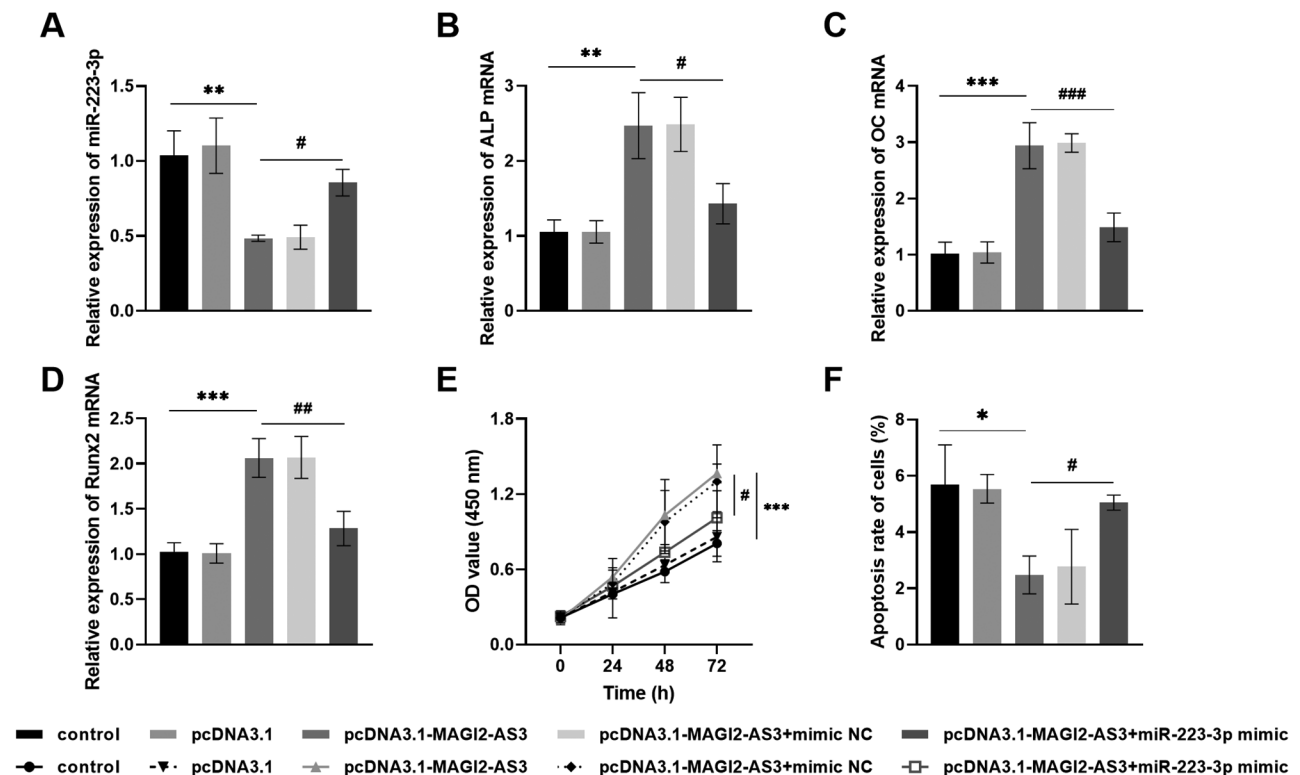 A
Relative expression of miR-223-3p
1.5
1.0
0.5
0.0
**
#
B
Relative expression of ALP mRNA
3
2
1
0
**
#
C
Relative expression of OC mRNA
4
3
2
1
0
***
###
D
Relative expression of Runx2 mRNA
2.5
2.0
1.5
1.0
0.5
0.0
***
##
E
OD value (450 nm)
1.8
1.2
0.6
0.0
0 24 48 72
Time (h)
#
***
F
Apoptosis rate of cells (%)
8
6
4
2
0
*
#
control pcDNA3.1 pcDNA3.1-MAGI2-AS3 pcDNA3.1-MAGI2-AS3+mimic NC pcDNA3.1-MAGI2-AS3+miR-223-3p mimic
control pcDNA3.1 pcDNA3.1-MAGI2-AS3 pcDNA3.1-MAGI2-AS3+mimic NC pcDNA3.1-MAGI2-AS3+miR-223-3p mimic